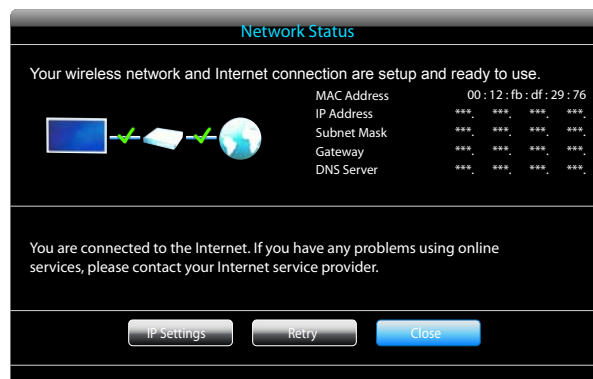 Network Status
Your wireless network and Internet connection are setup and ready to use.
MAC Address 00 : 12 : fb : df : 29 : 76
IP Address ***. ***. ***. ***.
Subnet Mask ***. ***. ***. ***.
Gateway ***. ***. ***. ***.
DNS Server ***. ***. ***. ***.
You are connected to the Internet. If you have any problems using online
services, please contact your Internet service provider.
IP Settings Retry Close